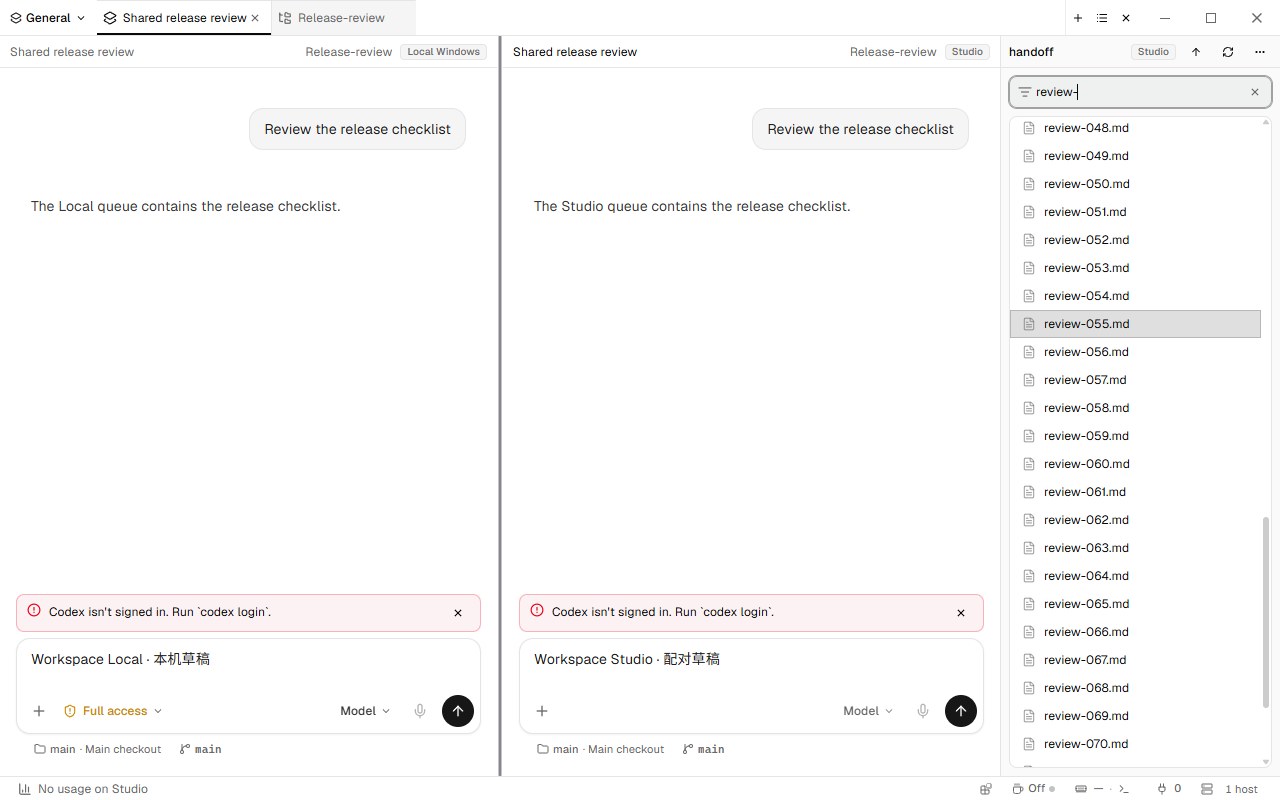 General
Shared release review
Release-review
Shared release review
Release-review
Local Windows
Review the release checklist
The Local queue contains the release checklist.
Codex isn't signed in. Run `codex login`.
Workspace Local · 本机草稿
Full access
Model
main · Main checkout
main
Shared release review
Release-review
Studio
Review the release checklist
The Studio queue contains the release checklist.
Codex isn't signed in. Run `codex login`.
Workspace Studio · 配对草稿
Model
main · Main checkout
main
handoff
Studio
review-
review-048.md
review-049.md
review-050.md
review-051.md
review-052.md
review-053.md
review-054.md
review-055.md
review-056.md
review-057.md
review-058.md
review-059.md
review-060.md
review-061.md
review-062.md
review-063.md
review-064.md
review-065.md
review-066.md
review-067.md
review-068.md
review-069.md
review-070.md
No usage on Studio
Off
— ·
0
1 host